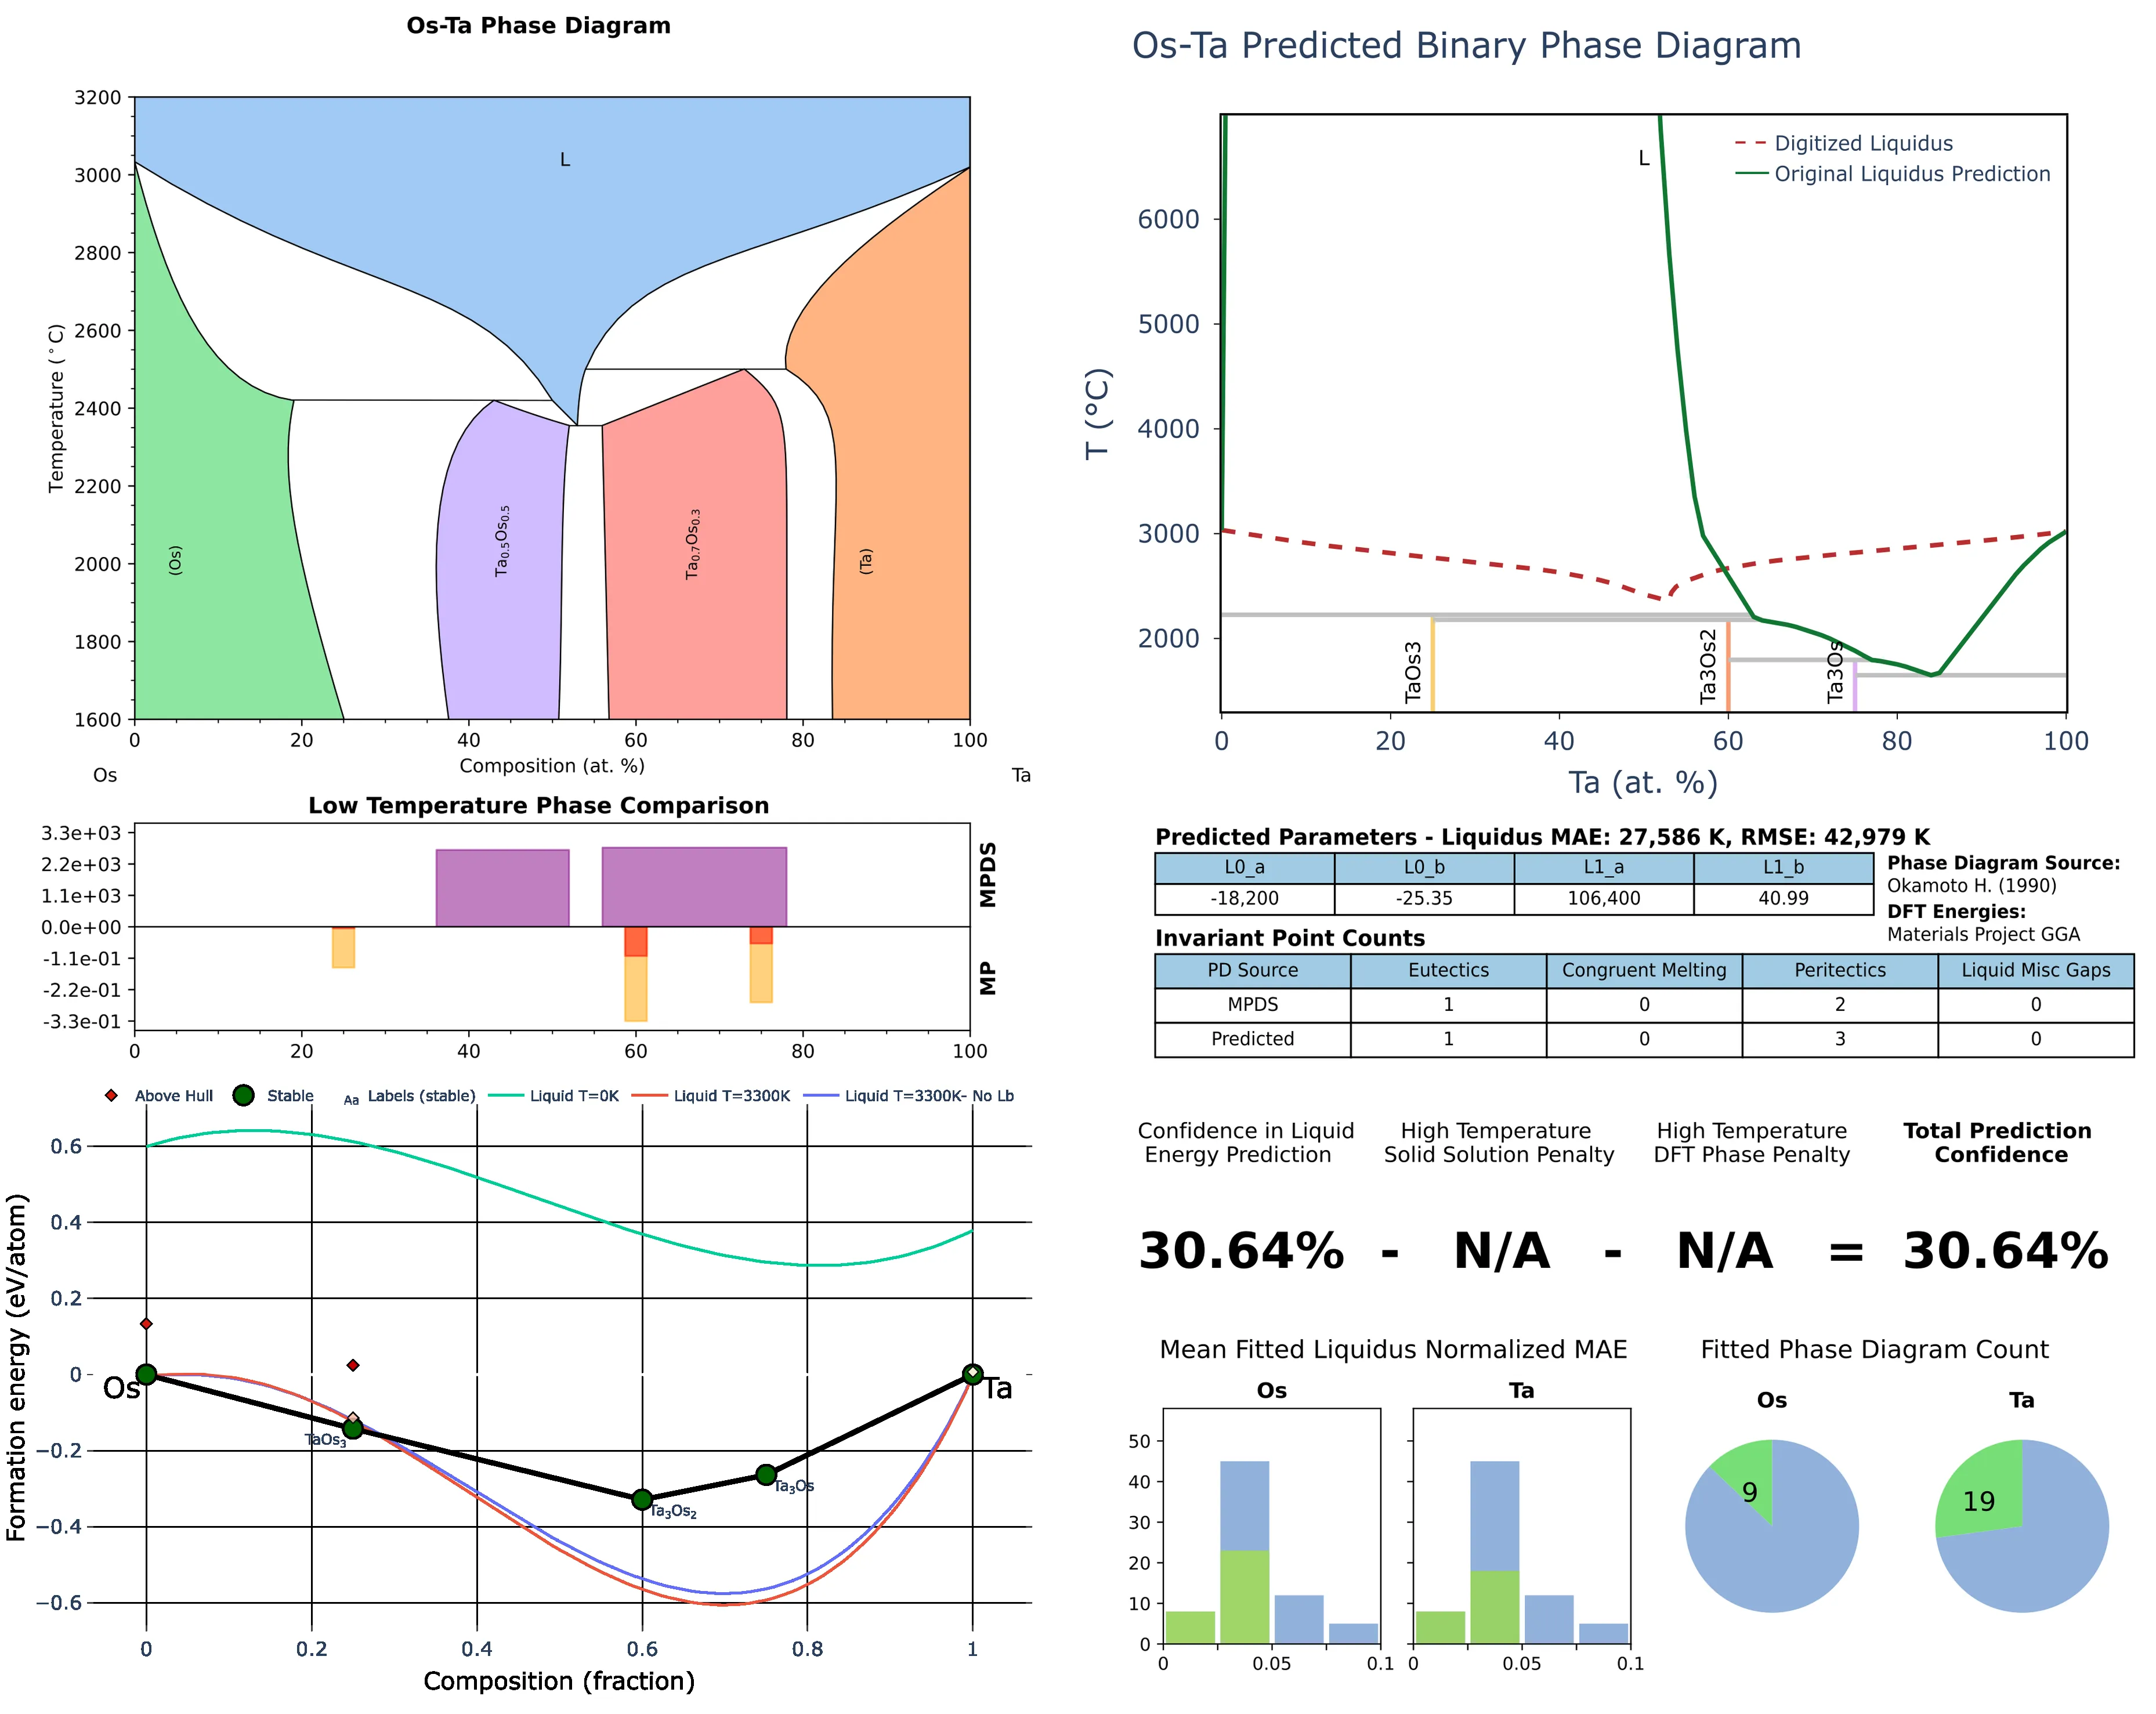 Os-Ta Phase Diagram
3200
3000
2800
2600
2400
2200
2000
1800
1600
Temperature (°C)
L
(Os)
Ta0.5Os0.5
Ta0.7Os0.3
(Ta)
0 20 40 60 80 100
Composition (at. %)
Os Ta
Low Temperature Phase Comparison
3.3e+03
2.2e+03
1.1e+03
0.0e+00
-1.1e-01
-2.2e-01
-3.3e-01
MPDS
MP
0 20 40 60 80 100
Above Hull Stable Aa Labels (stable) Liquid T=0K Liquid T=3300K Liquid T=3300K- No Lb
0.6
0.4
0.2
0
−0.2
−0.4
−0.6
Formation energy (eV/atom)
Os
TaOs3
Ta3Os2
Ta3Os
Ta
0 0.2 0.4 0.6 0.8 1
Composition (fraction)
Os-Ta Predicted Binary Phase Diagram
L
Digitized Liquidus
Original Liquidus Prediction
6000
5000
4000
3000
2000
T (°C)
TaOs3
Ta3Os2
Ta3Os
0 20 40 60 80 100
Ta (at. %)
Predicted Parameters - Liquidus MAE: 27,586 K, RMSE: 42,979 K
L0_a L0_b L1_a L1_b
-18,200 -25.35 106,400 40.99
Phase Diagram Source:
Okamoto H. (1990)
DFT Energies:
Materials Project GGA
Invariant Point Counts
PD Source Eutectics Congruent Melting Peritectics Liquid Misc Gaps
MPDS 1 0 2 0
Predicted 1 0 3 0
Confidence in Liquid Energy Prediction
High Temperature Solid Solution Penalty
High Temperature DFT Phase Penalty
Total Prediction Confidence
30.64% - N/A - N/A = 30.64%
Mean Fitted Liquidus Normalized MAE
Os Ta
50
40
30
20
10
0
0 0.05 0.1 0 0.05 0.1
Fitted Phase Diagram Count
Os Ta
9 19